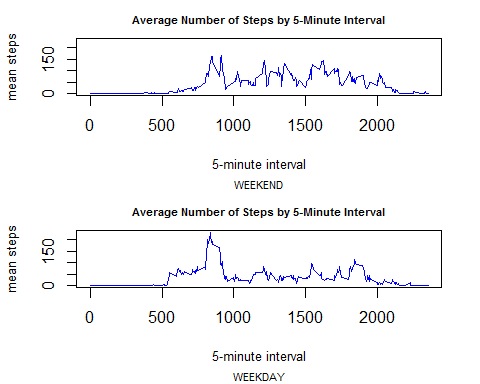 Average Number of Steps by 5-Minute Interval
mean steps
150
0
0 500 1000 1500 2000
5-minute interval
WEEKEND
Average Number of Steps by 5-Minute Interval
mean steps
150
0
0 500 1000 1500 2000
5-minute interval
WEEKDAY